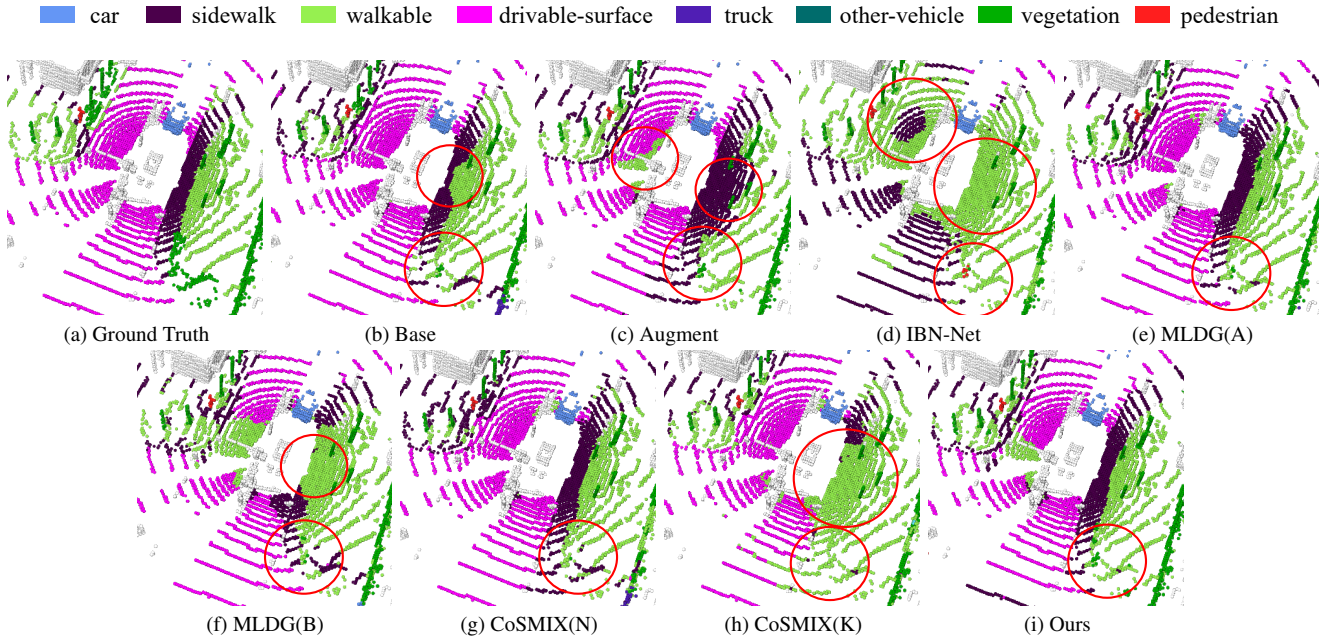 car sidewalk walkable drivable-surface truck other-vehicle vegetation pedestrian
(a) Ground Truth (b) Base (c) Augment (d) IBN-Net (e) MLDG(A)
(f) MLDG(B) (g) CoSMIX(N) (h) CoSMIX(K) (i) Ours